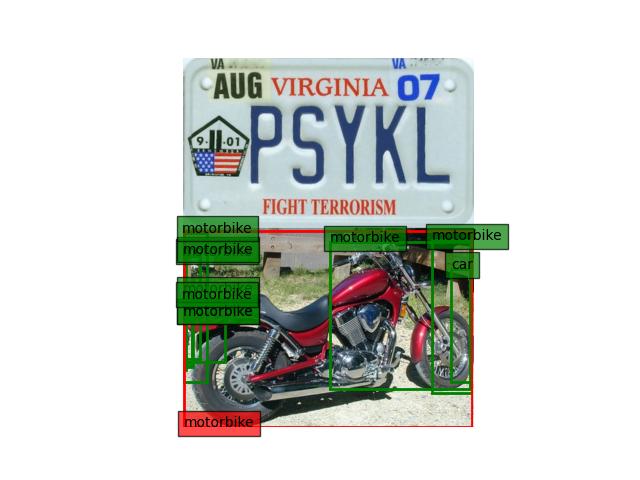 VA VA
AUG VIRGINIA 07
9-11-01
PSYKL
FIGHT TERRORISM
motorbike
motorbike motorbike
motorbike
car
motorbike
motorbike
motorbike